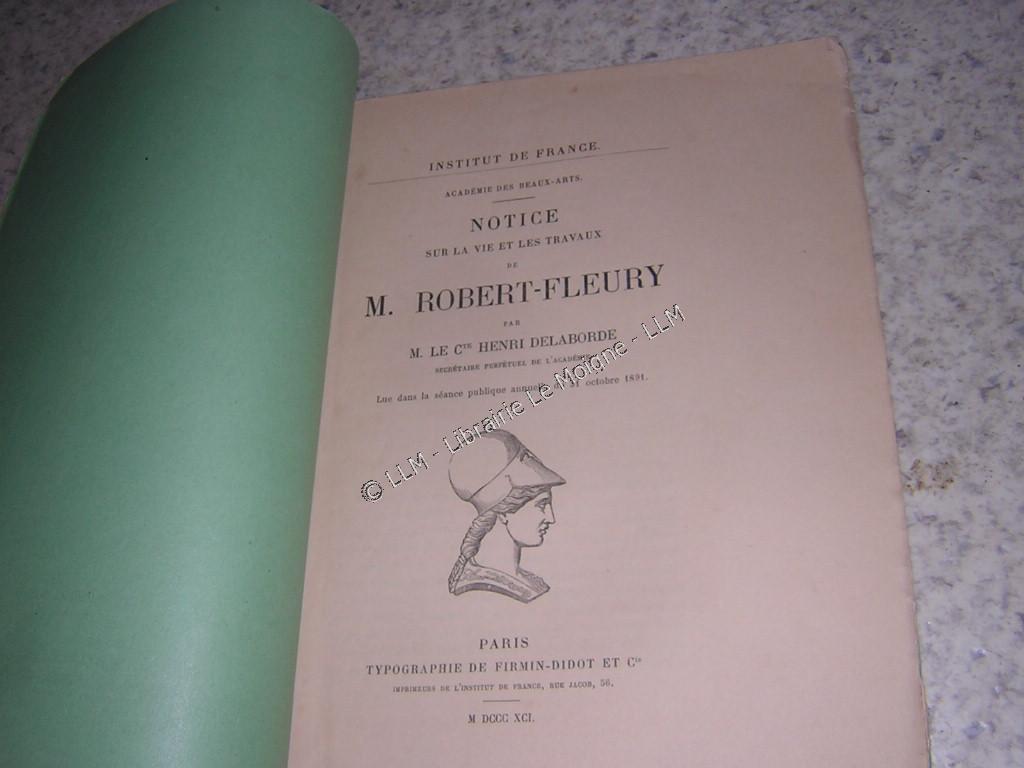 INSTITUT DE FRANCE.
ACADÉMIE DES BEAUX-ARTS.
NOTICE
SUR LA VIE ET LES TRAVAUX
DE
M. ROBERT-FLEURY
PAR
M. LE Cᵗᵉ HENRI DELABORDE
SECRÉTAIRE PERPÉTUEL DE L'ACADÉMIE
Lue dans la séance publique annuelle 31 octobre 1891.
© LLM - Librairie Le Moigne - LLM
PARIS
TYPOGRAPHIE DE FIRMIN-DIDOT ET Cⁱᵉ
IMPRIMEURS DE L'INSTITUT DE FRANCE, RUE JACOB, 56.
M DCCC XCI.